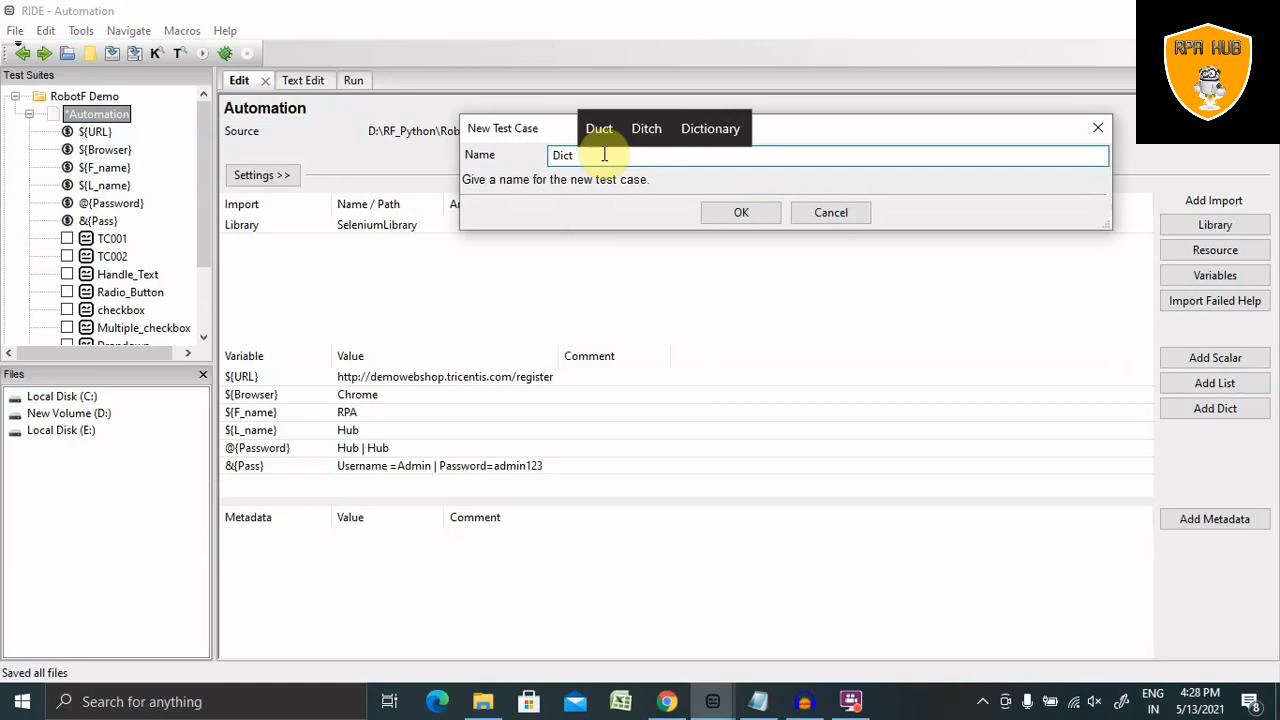 RIDE - Automation
File Edit Tools Navigate Macros Help
RPA HUB
Test Suites
RobotF Demo
*Automation
${URL}
${Browser}
${F_name}
${L_name}
@{Password}
&{Pass}
TC001
TC002
Handle_Text
Radio_Button
checkbox
Multiple_checkbox
Files
Local Disk (C:)
New Volume (D:)
Local Disk (E:)
Edit Text Edit Run
Automation
Source D:\RF_Python\Rob
Settings >>
New Test Case
Duct Ditch Dictionary
Name Dict
Give a name for the new test case.
OK Cancel
Import Name / Path
Library SeleniumLibrary
Add Import
Library
Resource
Variables
Import Failed Help
Variable Value Comment
${URL} http://demowebshop.tricentis.com/register
${Browser} Chrome
${F_name} RPA
${L_name} Hub
@{Password} Hub | Hub
&{Pass} Username =Admin | Password=admin123
Add Scalar
Add List
Add Dict
Metadata Value Comment
Add Metadata
Saved all files
Search for anything
ENG
IN
4:28 PM
5/13/2021
8